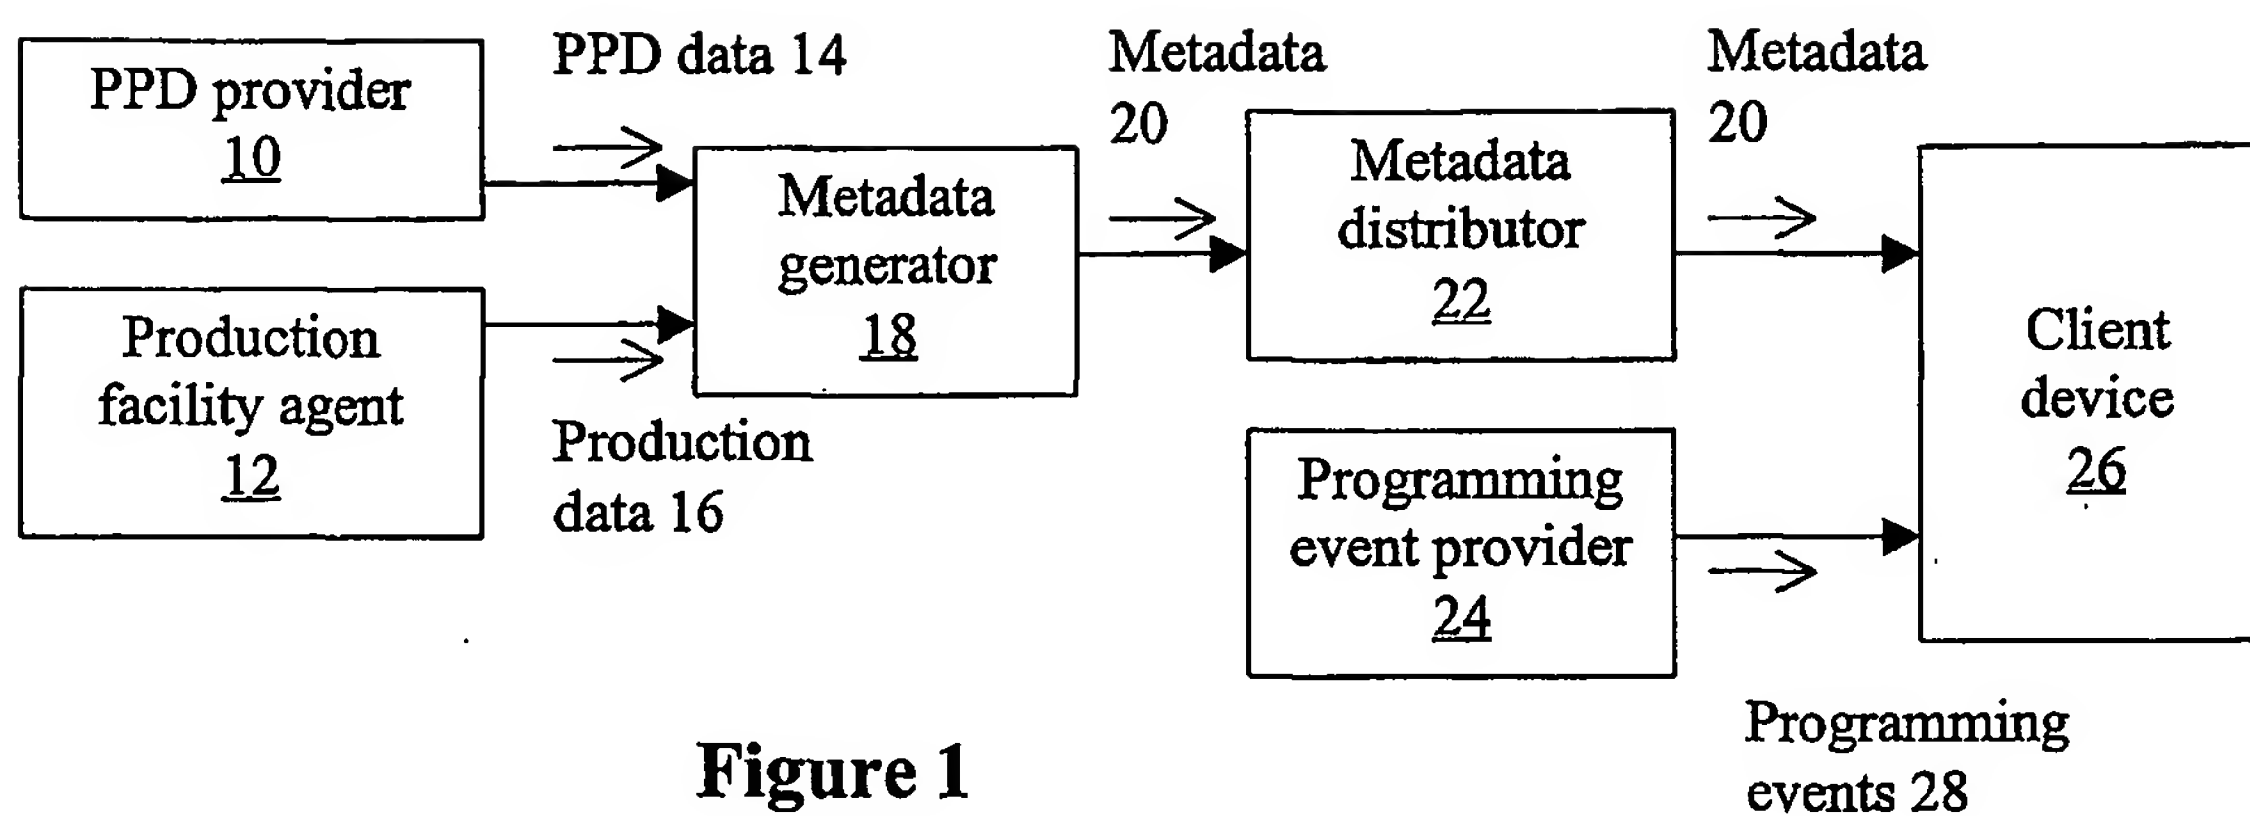 PPD provider
10
PPD data 14
Production
facility agent
12
Production
data 16
Metadata
generator
18
Metadata
20
Metadata
distributor
22
Metadata
20
Programming
event provider
24
Programming
events 28
Client
device
26
Figure 1